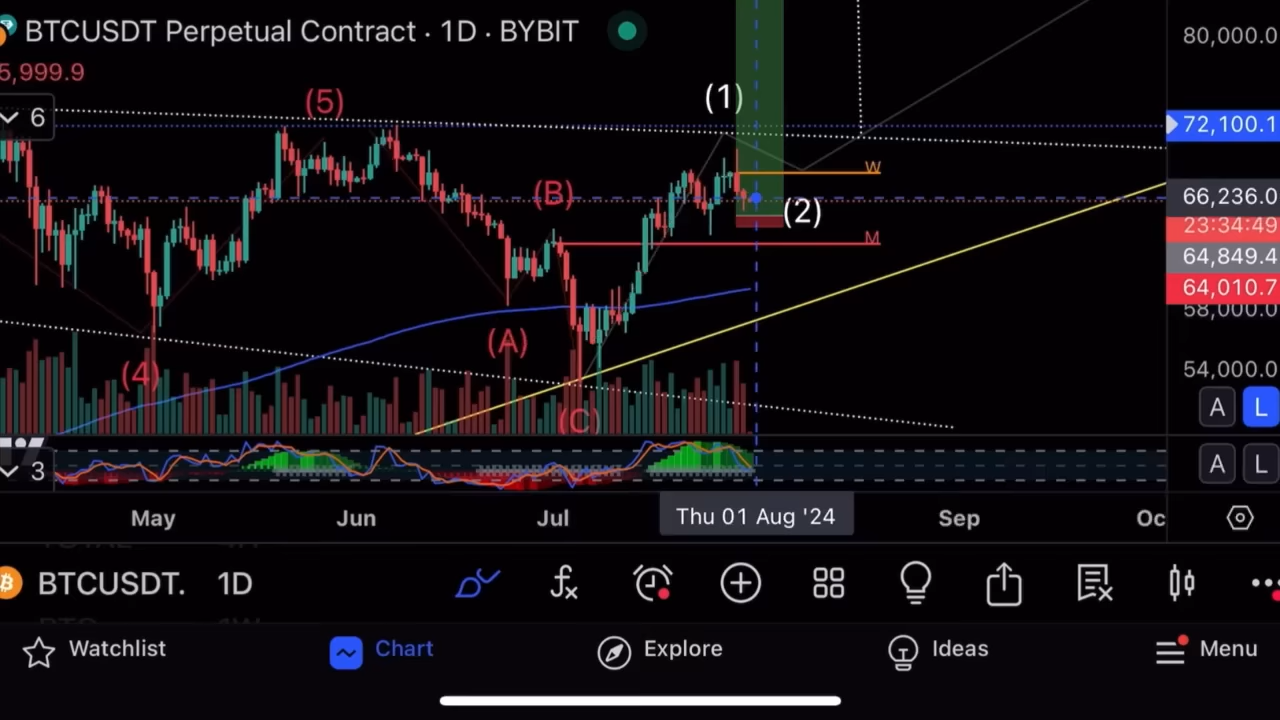 BTCUSDT Perpetual Contract · 1D · BYBIT
80,000.0
5,999.9
6
(5)
(1)
72,100.1
W
(B)
66,236.0
(2)
23:34:49
M
64,849.4
64,010.7
58,000.0
(A)
(4)
54,000.0
(C)
A
L
3
A
L
May
Jun
Jul
Thu 01 Aug '24
Sep
Oc
BTCUSDT.
1D
Watchlist
Chart
Explore
Ideas
Menu